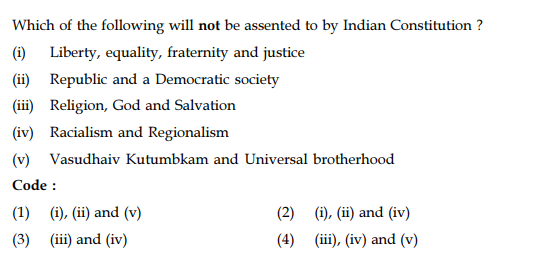 Which of the following will not be assented to by Indian Constitution ?
(i) Liberty, equality, fraternity and justice
(ii) Republic and a Democratic society
(iii) Religion, God and Salvation
(iv) Racialism and Regionalism
(v) Vasudhaiv Kutumbkam and Universal brotherhood
Code :
(1) (i), (ii) and (v) (2) (i), (ii) and (iv)
(3) (iii) and (iv) (4) (iii), (iv) and (v)